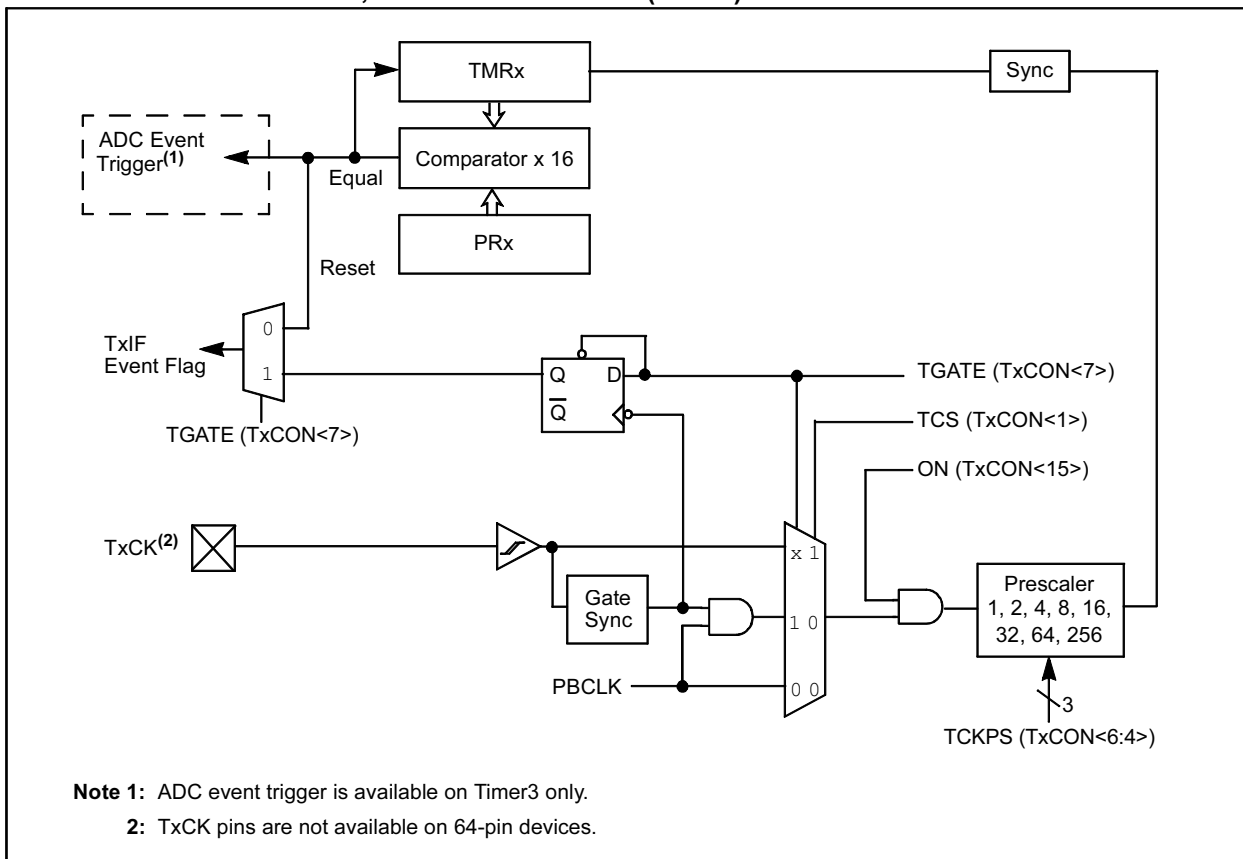 TMRx
Sync
ADC Event
Trigger(1)
Equal
Comparator x 16
PRx
Reset
0
1
TxIF
Event Flag
Q
D
Q̅
TGATE (TxCON<7>)
TGATE (TxCON<7>)
TCS (TxCON<1>)
ON (TxCON<15>)
TxCK(2)
x 1
Gate
Sync
1 0
Prescaler
1, 2, 4, 8, 16,
32, 64, 256
PBCLK
0 0
3
TCKPS (TxCON<6:4>)
Note 1: ADC event trigger is available on Timer3 only.
2: TxCK pins are not available on 64-pin devices.